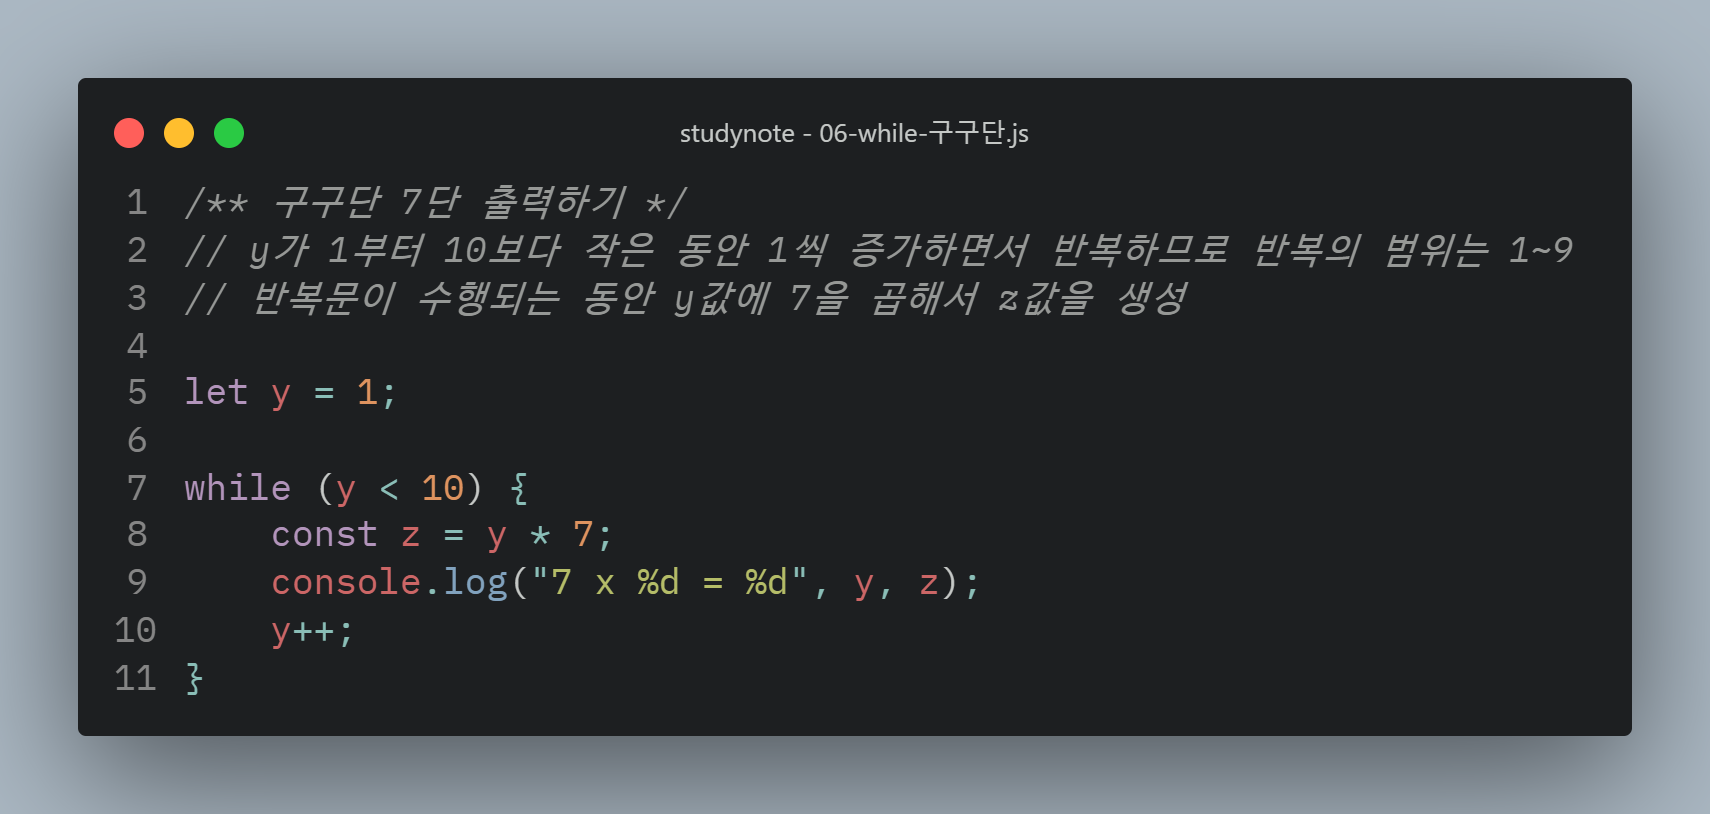 studynote - 06-while-구구단.js
1 /** 구구단 7단 출력하기 */
2 // y가 1부터 10보다 작은 동안 1씩 증가하면서 반복하므로 반복의 범위는 1~9
3 // 반복문이 수행되는 동안 y값에 7을 곱해서 z값을 생성
4
5 let y = 1;
6
7 while (y < 10) {
8     const z = y * 7;
9     console.log("7 x %d = %d", y, z);
10     y++;
11 }